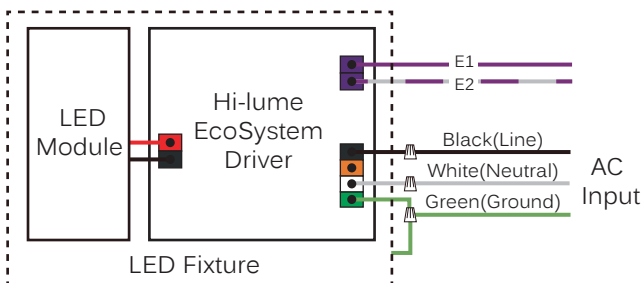 LED
Module
Hi-lume
EcoSystem
Driver
E1
E2
Black(Line)
White(Neutral)
Green(Ground)
AC
Input
LED Fixture